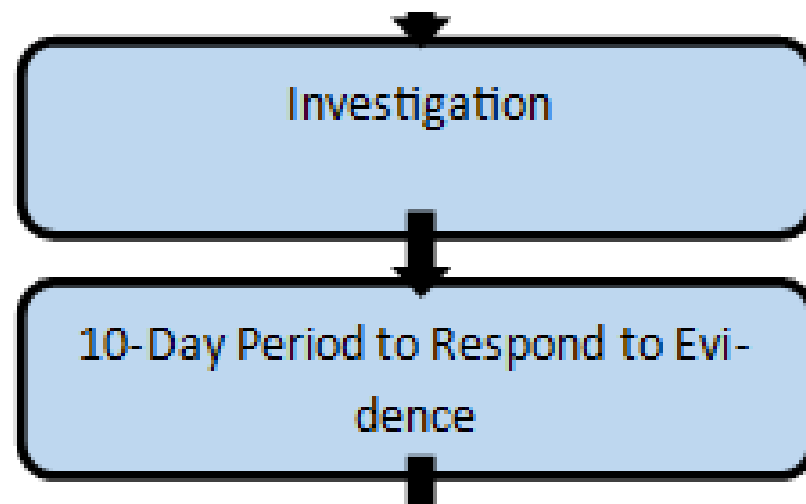 Investigation
10-Day Period to Respond to Evi-
dence